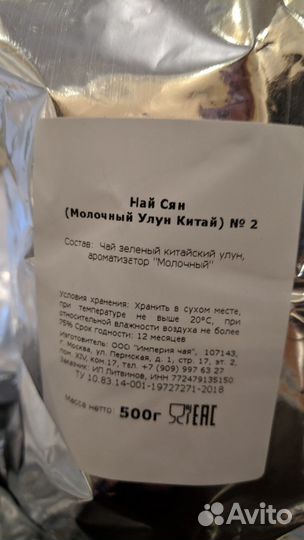 Най Сян
(Молочный Улун Китай) № 2
Состав: Чай зеленый китайский улун,
ароматизатор "Молочный"
Условия хранения: Хранить в сухом месте,
при температуре не выше 20°С, при
относительной влажности воздуха не более
75% Срок годности: 12 месяцев
Изготовитель: ООО "Империя чая", 107143,
г. Москва, ул. Пермская, д. 1, стр. 17, эт 2,
пом. XIV, ком.17, тел. +7 (909) 997 63 27
Заказчик: ИП Литвинов, ИНН 772479135150
ТУ 10.83.14-001-19727271-2018
Масса нетто 500г EAC
Avito